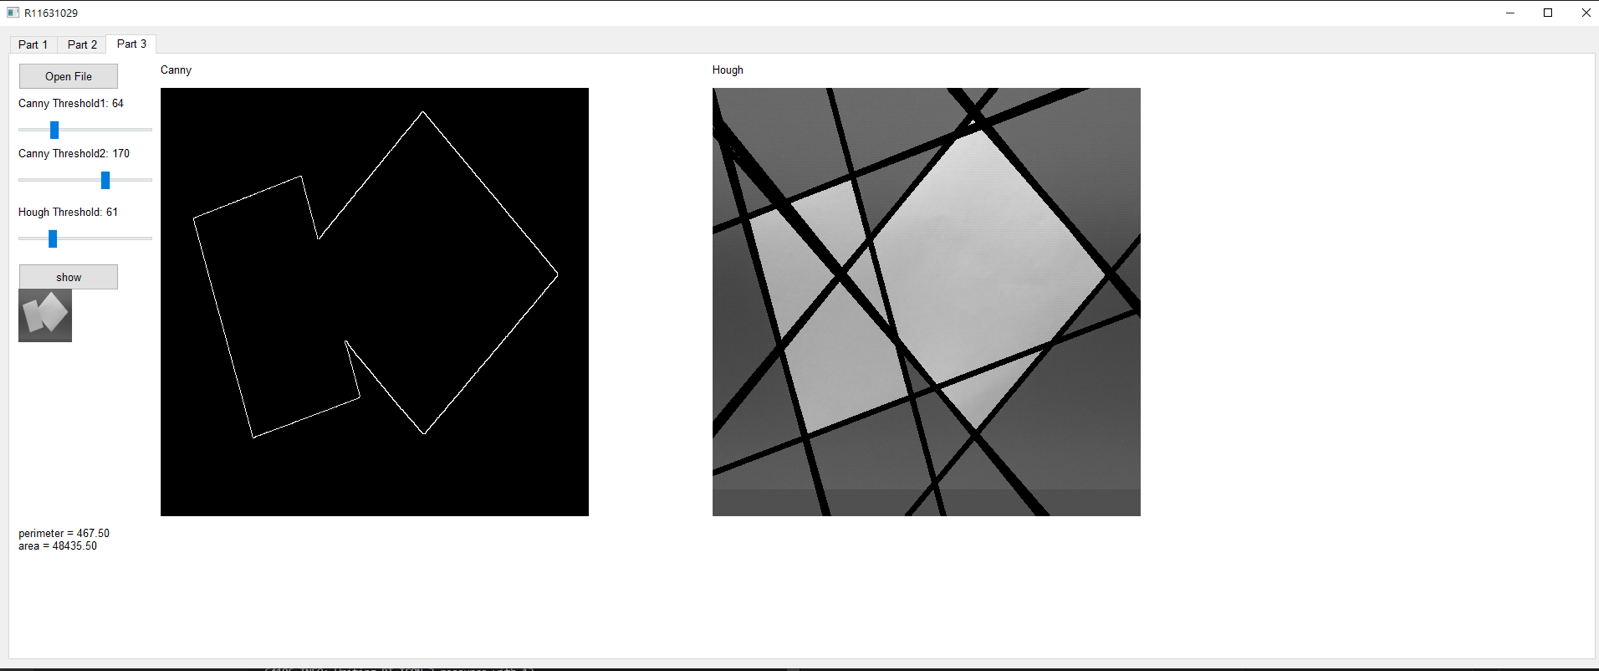 R11631029
Part 1 Part 2 Part 3
Open File
Canny
Hough
Canny Threshold1: 64
Canny Threshold2: 170
Hough Threshold: 61
show
perimeter = 467.50
area = 48435.50